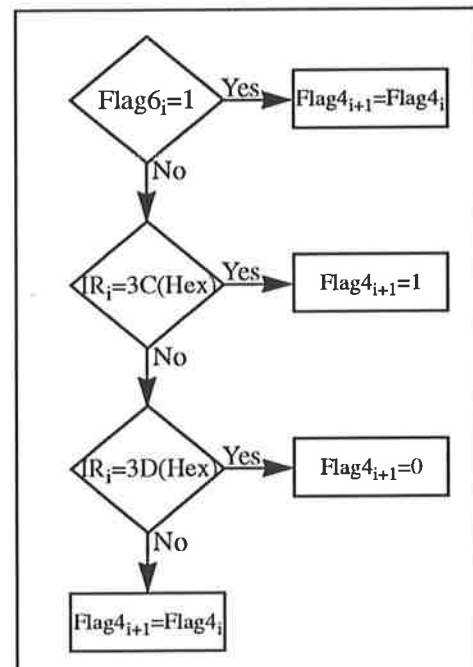 Flag6ᵢ=1
Yes
Flag4ᵢ₊₁=Flag4ᵢ
No
IRᵢ=3C(Hex)
Yes
Flag4ᵢ₊₁=1
No
IRᵢ=3D(Hex)
Yes
Flag4ᵢ₊₁=0
No
Flag4ᵢ₊₁=Flag4ᵢ